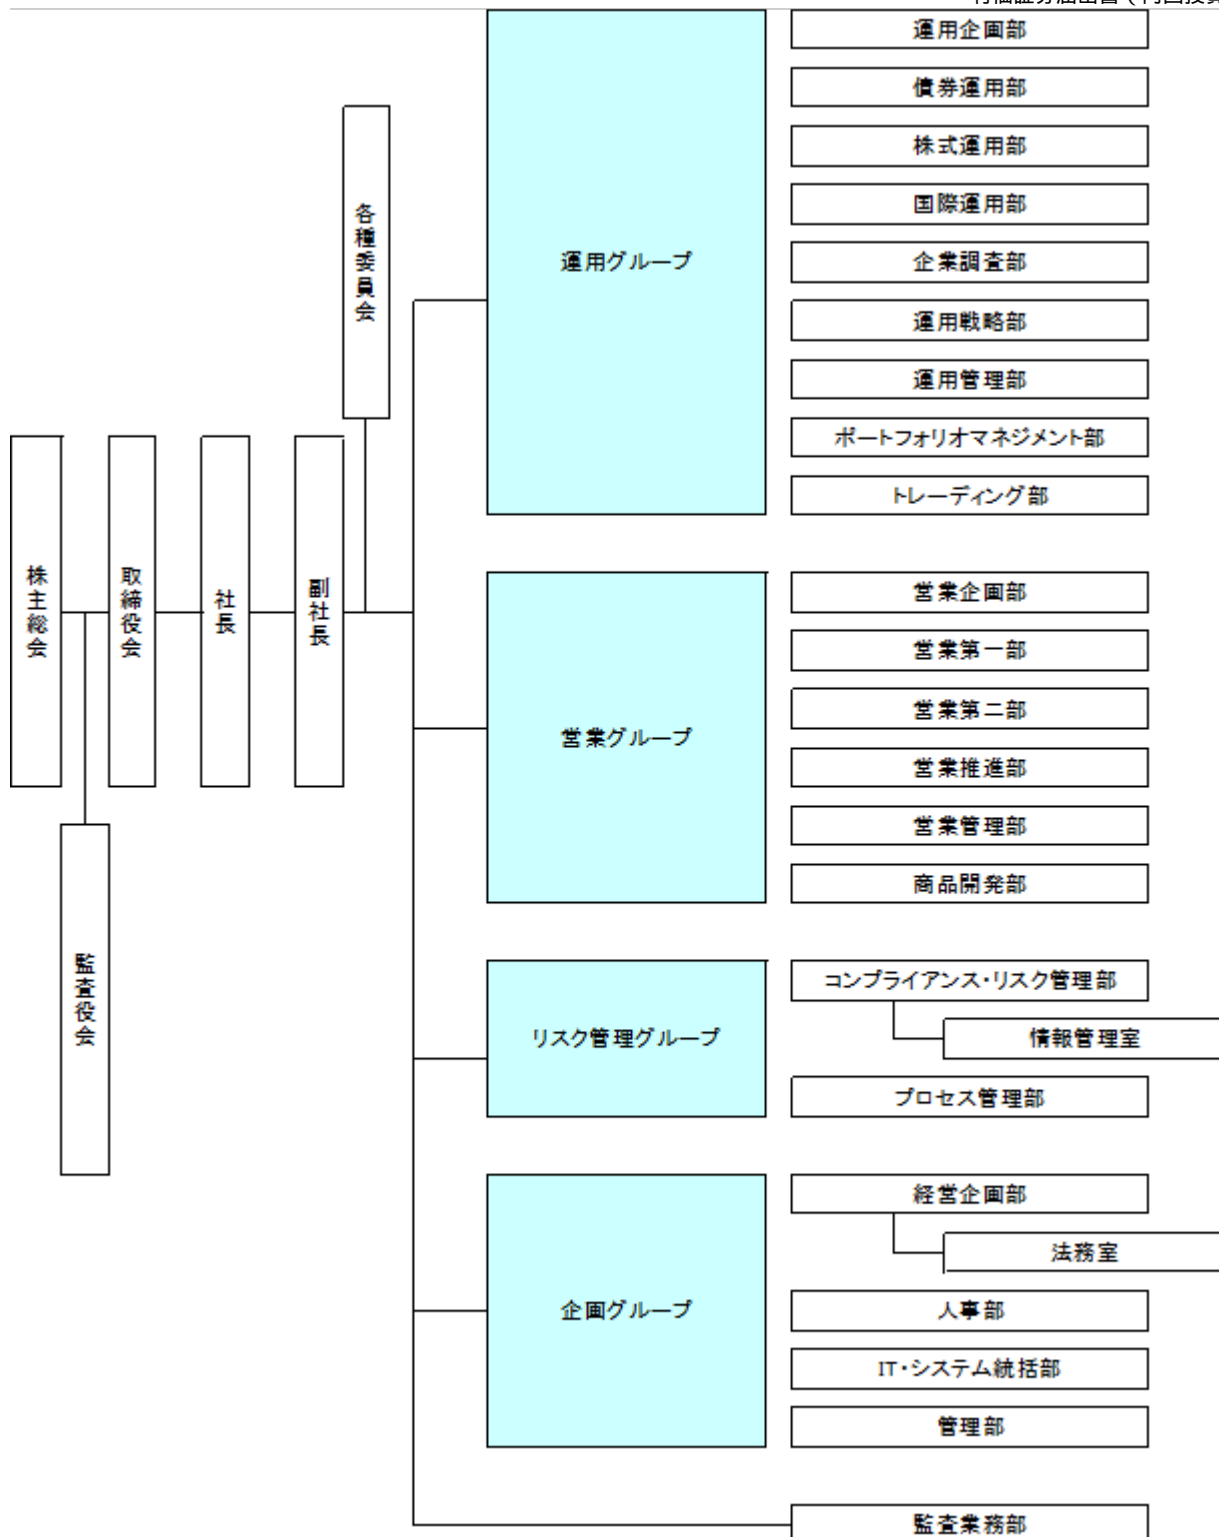 運用企画部
債券運用部
株式運用部
国際運用部
企業調査部
運用戦略部
運用管理部
ポートフォリオマネジメント部
トレーディング部
運用グループ
各種委員会
株主総会
取締役会
社長
副社長
監査役会
営業グループ
営業企画部
営業第一部
営業第二部
営業推進部
営業管理部
商品開発部
リスク管理グループ
コンプライアンス・リスク管理部
情報管理室
プロセス管理部
企画グループ
経営企画部
法務室
人事部
IT・システム統括部
管理部
監査業務部